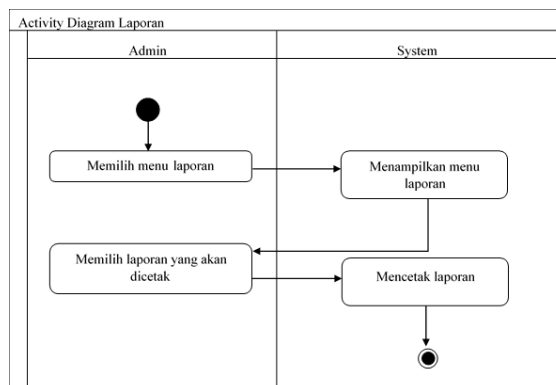 Activity Diagram Laporan
Admin
System
Memilih menu laporan
Menampilkan menu
laporan
Memilih laporan yang akan
dicetak
Mencetak laporan